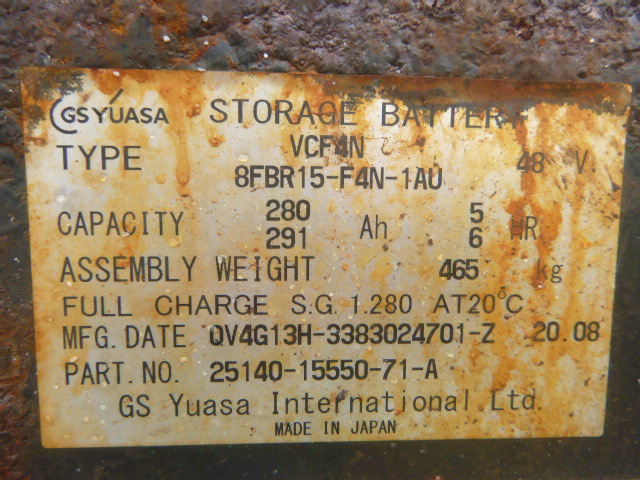 GS YUASA STORAGE BATTER
TYPE VCF4N 48 V
8FBR15-F4N-1AU
CAPACITY 280 Ah 5 HR
291 6
ASSEMBLY WEIGHT 465 kg
FULL CHARGE S.G. 1.280 AT20°C
MFG. DATE QV4G13H-3383024701-Z 20.08
PART. NO. 25140-15550-71-A
GS Yuasa International Ltd.
MADE IN JAPAN